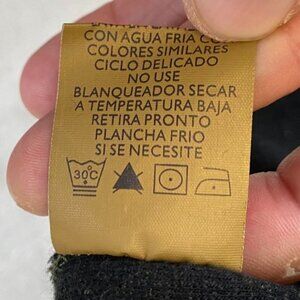 CON AGUA FRIA CON
COLORES SIMILARES
CICLO DELICADO
NO USE
BLANQUEADOR SECAR
A TEMPERATURA BAJA
RETIRA PRONTO
PLANCHA FRIO
SI SE NECESITE
30°C